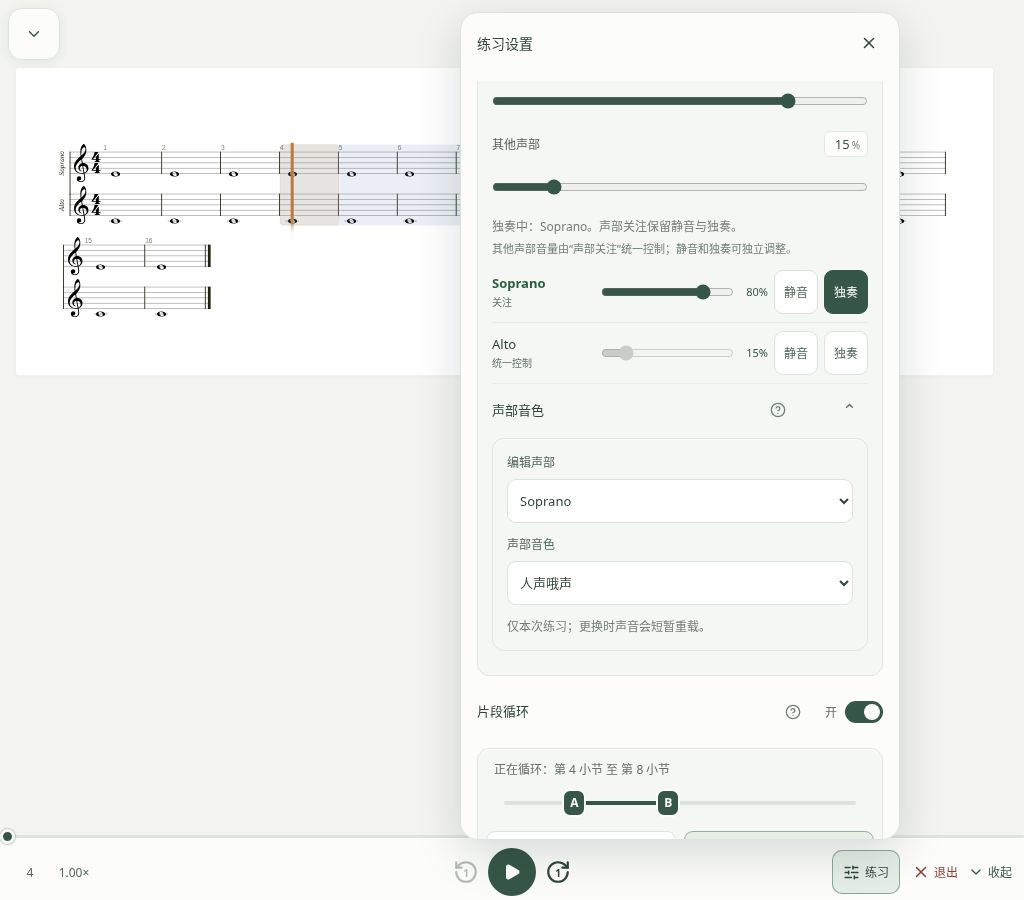 练习设置
其他声部
15 %
独奏中：Soprano。声部关注保留静音与独奏。
其他声部音量由“声部关注”统一控制；静音和独奏可独立调整。
Soprano
关注
80%
静音
独奏
Alto
统一控制
15%
静音
独奏
声部音色
编辑声部
Soprano
声部音色
人声哦声
仅本次练习；更换时声音会短暂重载。
片段循环
开
正在循环：第 4 小节 至 第 8 小节
A
B
Soprano
1
2
3
4
5
6
7
Alto
15
16
4
1.00×
1
1
练习
退出
收起